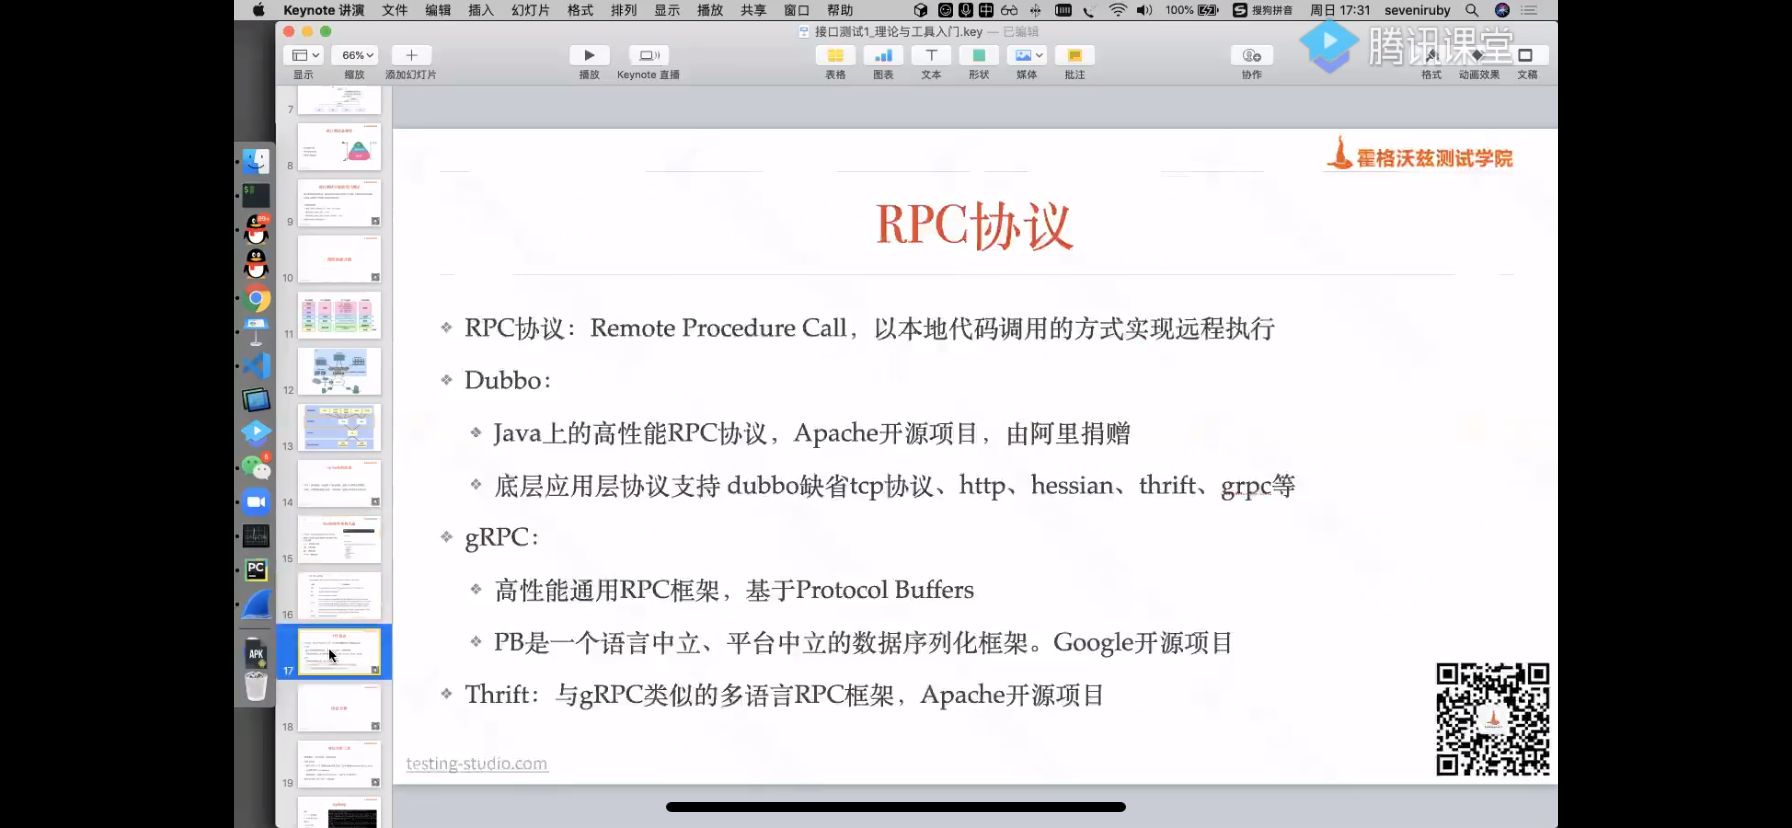 Keynote 讲演 文件 编辑 插入 幻灯片 格式 排列 显示 播放 共享 窗口 帮助 100% 搜狗拼音 周日 17:31 seveniruby
接口测试1_理论与工具入门.key — 已编辑
腾讯课堂
66%
显示 缩放 添加幻灯片 播放 Keynote 直播 表格 图表 文本 形状 媒体 批注 协作 格式 动画效果 文稿
霍格沃兹测试学院
RPC协议
RPC协议：Remote Procedure Call，以本地代码调用的方式实现远程执行
Dubbo：
Java上的高性能RPC协议，Apache开源项目，由阿里捐赠
底层应用层协议支持 dubbo缺省tcp协议、http、hessian、thrift、grpc等
gRPC：
高性能通用RPC框架，基于Protocol Buffers
PB是一个语言中立、平台中立的数据序列化框架。Google开源项目
Thrift：与gRPC类似的多语言RPC框架，Apache开源项目
testing-studio.com
7
8
9
10
11
12
13
14
15
16
17
18
19
PC
APK